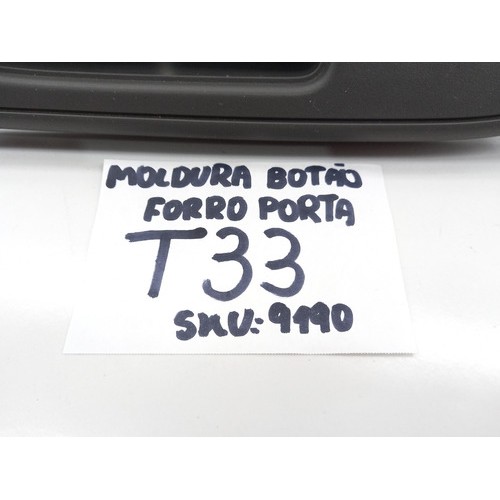 MOLDURA BOTÃO
FORRO PORTA
T33
SKU: 9190